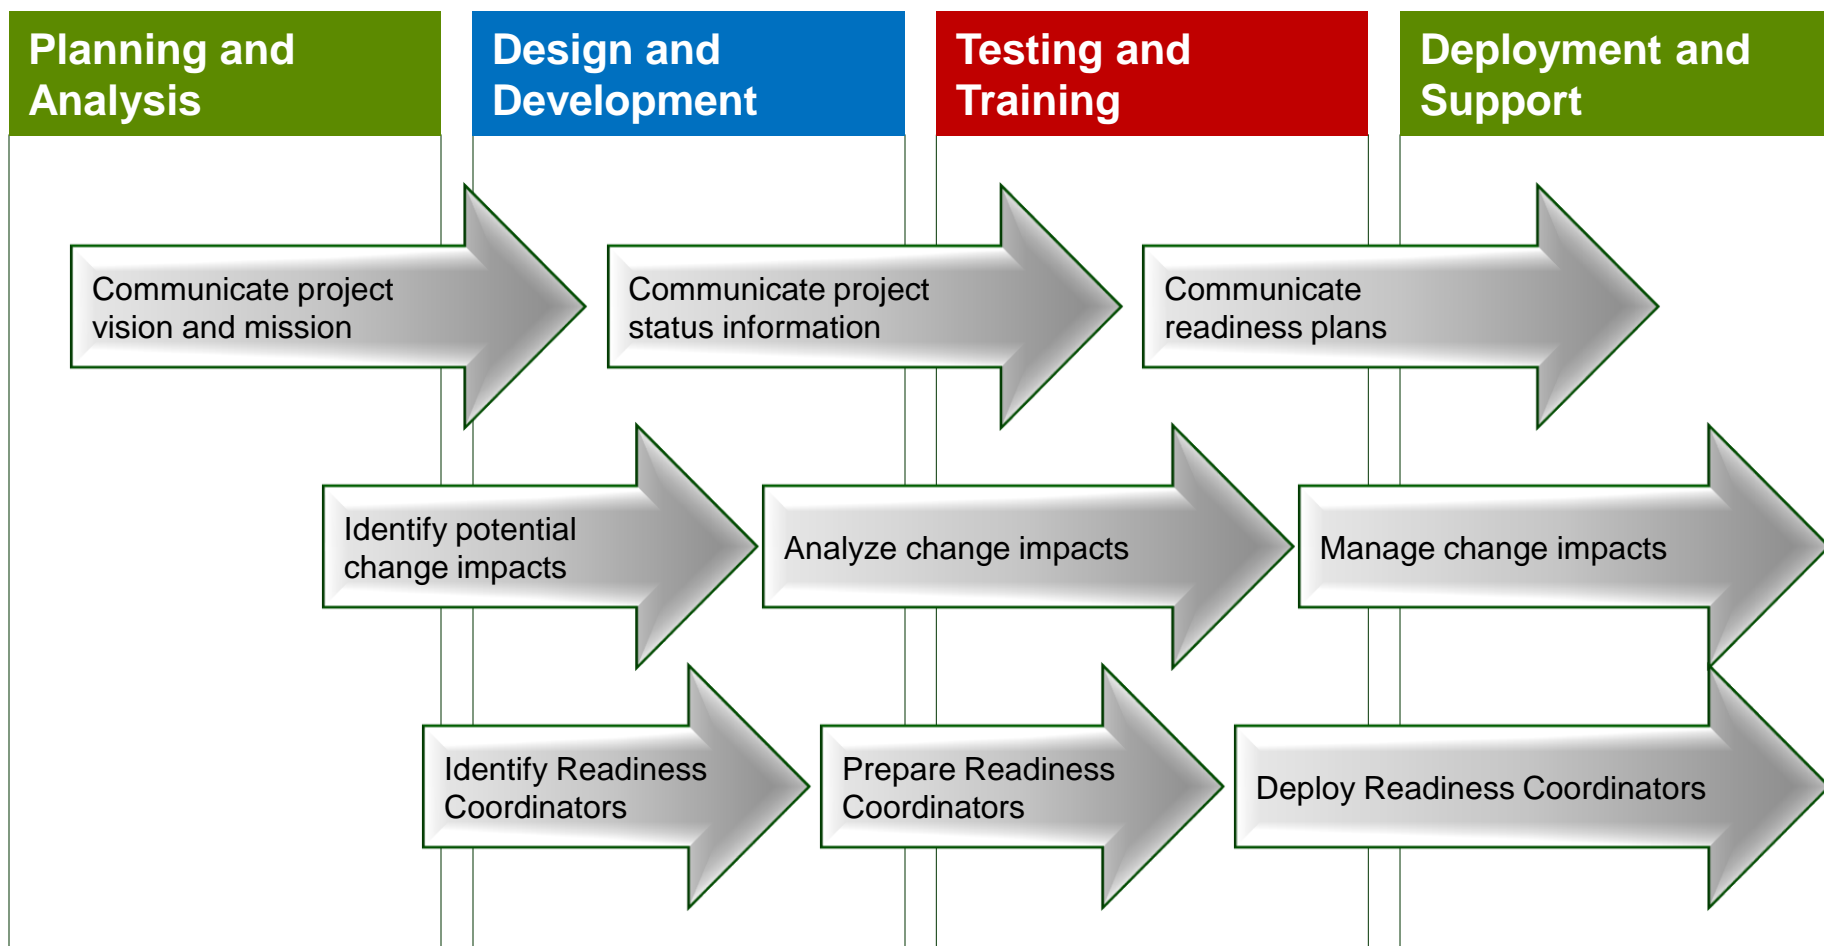 Planning and
Analysis
Design and
Development
Testing and
Training
Deployment and
Support
Communicate project
vision and mission
Communicate project
status information
Communicate
readiness plans
Identify potential
change impacts
Analyze change impacts
Manage change impacts
Identify Readiness
Coordinators
Prepare Readiness
Coordinators
Deploy Readiness Coordinators